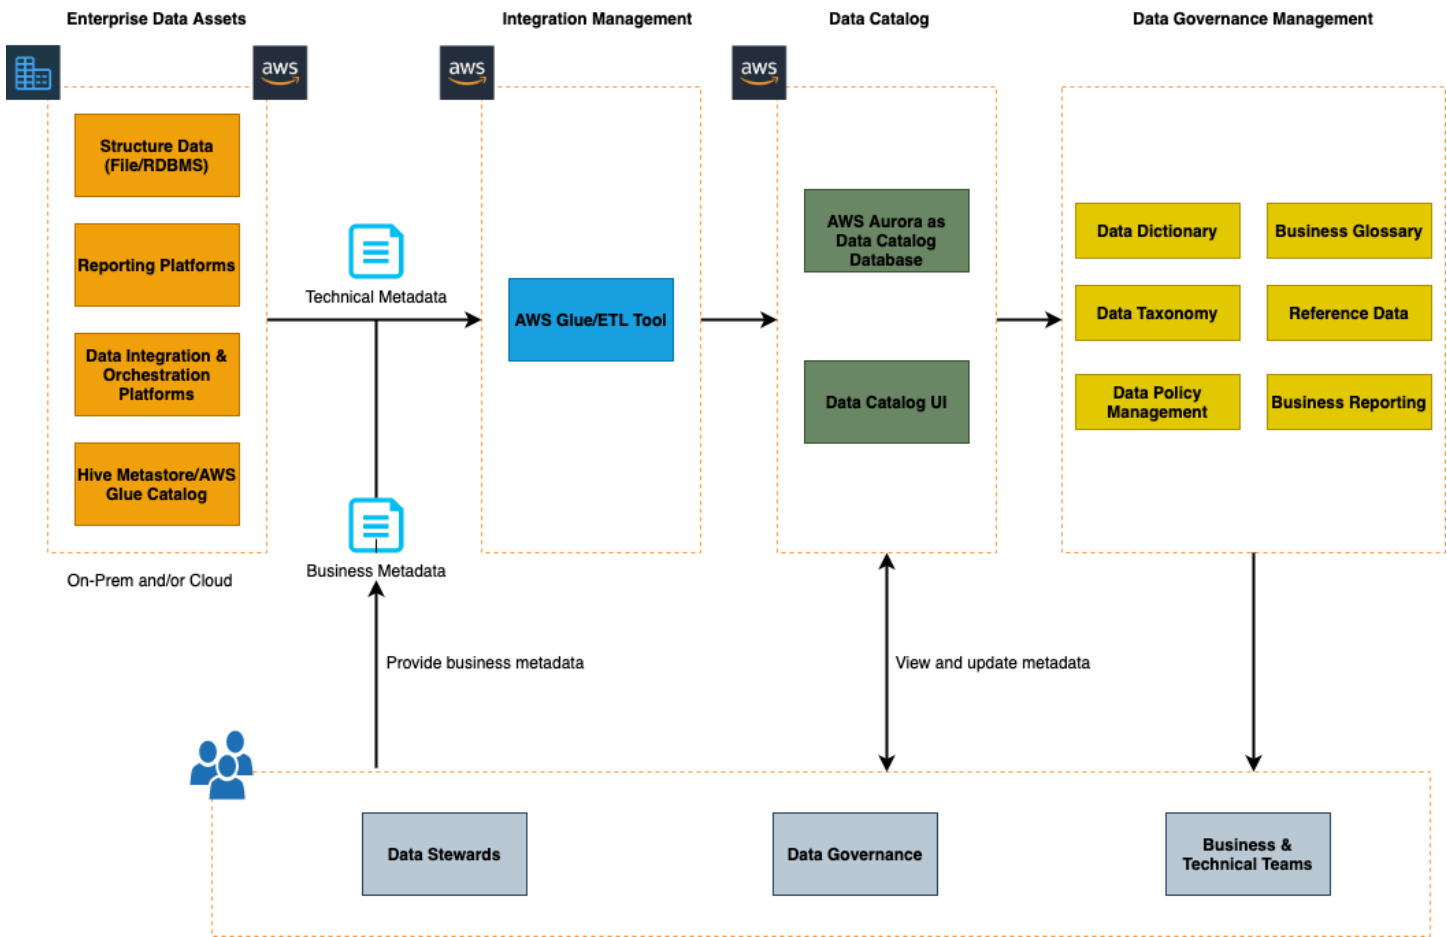 Enterprise Data Assets
Integration Management
Data Catalog
Data Governance Management
aws
aws
aws
Structure Data
(File/RDBMS)
Reporting Platforms
Data Integration &
Orchestration
Platforms
Hive Metastore/AWS
Glue Catalog
On-Prem and/or Cloud
Technical Metadata
Business Metadata
AWS Glue/ETL Tool
AWS Aurora as
Data Catalog
Database
Data Catalog UI
Data Dictionary
Business Glossary
Data Taxonomy
Reference Data
Data Policy
Management
Business Reporting
Provide business metadata
View and update metadata
Data Stewards
Data Governance
Business &
Technical Teams